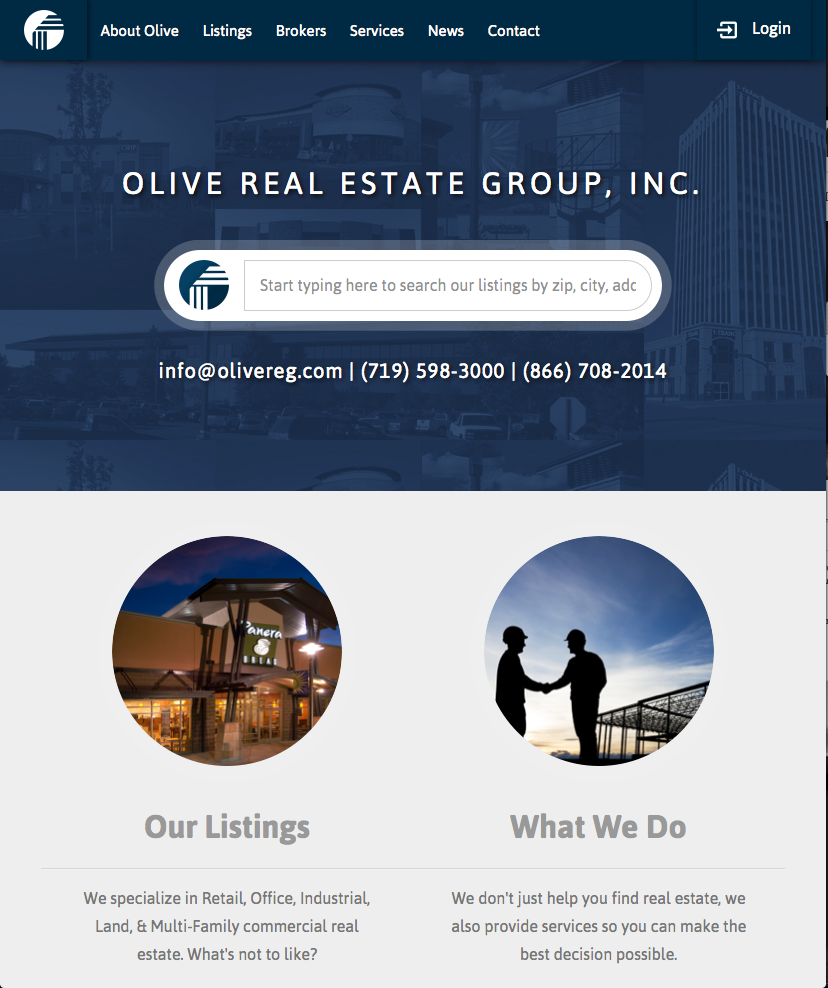 About Olive Listings Brokers Services News Contact Login
OLIVE REAL ESTATE GROUP, INC.
Start typing here to search our listings by zip, city, adc
info@olivereg.com | (719) 598-3000 | (866) 708-2014
Panera
BREAD
Our Listings What We Do
We specialize in Retail, Office, Industrial,
Land, & Multi-Family commercial real
estate. What's not to like?
We don't just help you find real estate, we
also provide services so you can make the
best decision possible.